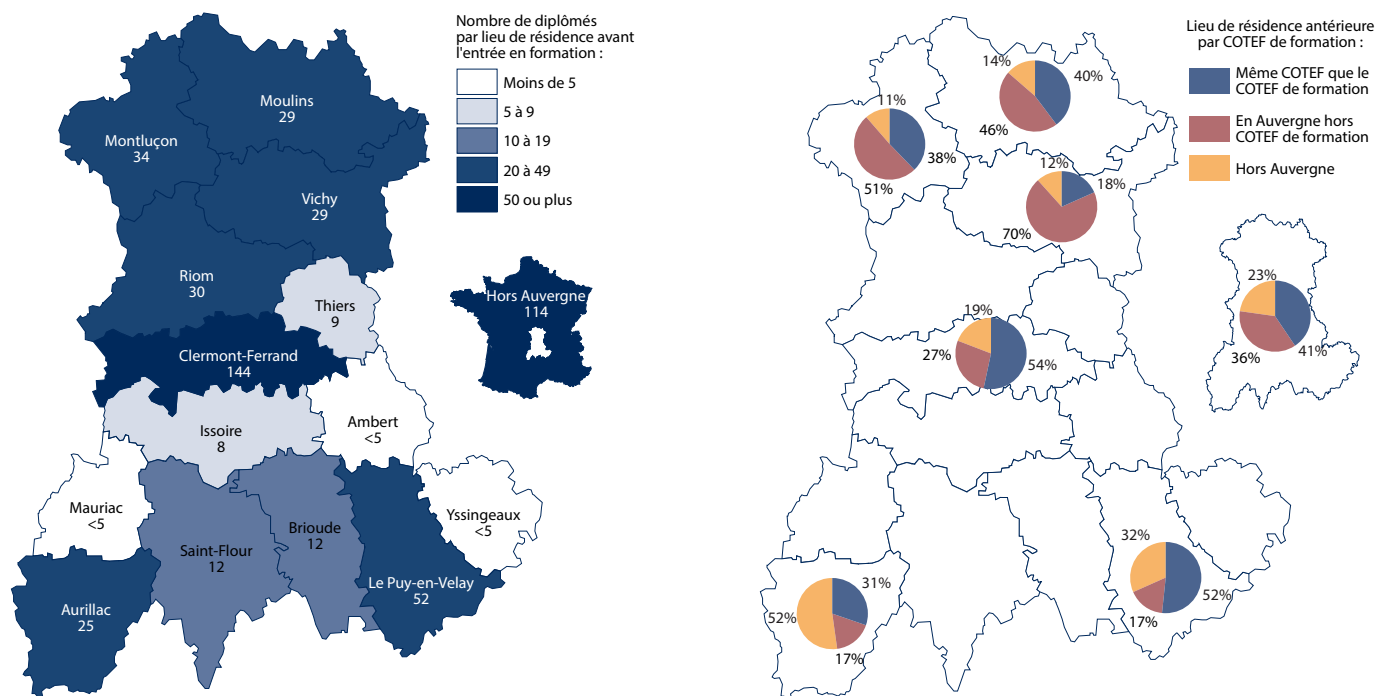 Nombre de diplômés
par lieu de résidence avant
l'entrée en formation :
Moins de 5
5 à 9
10 à 19
20 à 49
50 ou plus
Moulins
29
Montluçon
34
Vichy
29
Riom
30
Thiers
9
Hors Auvergne
114
Clermont-Ferrand
144
Ambert
<5
Issoire
8
Mauriac
<5
Yssingeaux
<5
Brioude
12
Saint-Flour
12
Le Puy-en-Velay
52
Aurillac
25
Lieu de résidence antérieure
par COTEF de formation :
Même COTEF que le
COTEF de formation
En Auvergne hors
COTEF de formation
Hors Auvergne
14%
40%
46%
11%
38%
51%
12%
18%
70%
23%
41%
36%
19%
27%
54%
32%
52%
17%
31%
52%
17%